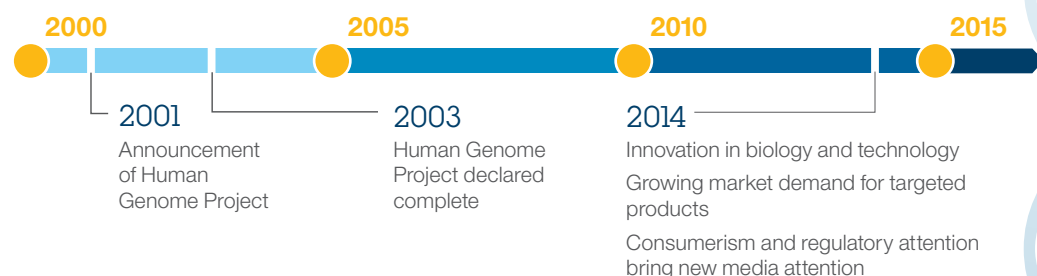 2000
2005
2010
2015
2001
Announcement
of Human
Genome Project
2003
Human Genome
Project declared
complete
2014
Innovation in biology and technology
Growing market demand for targeted
products
Consumerism and regulatory attention
bring new media attention